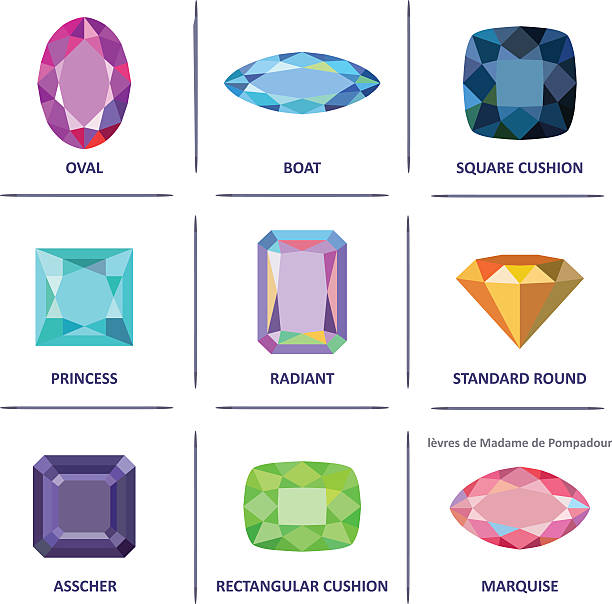 OVAL
BOAT
SQUARE CUSHION
PRINCESS
RADIANT
STANDARD ROUND
lèvres de Madame de Pompadour
ASSCHER
RECTANGULAR CUSHION
MARQUISE